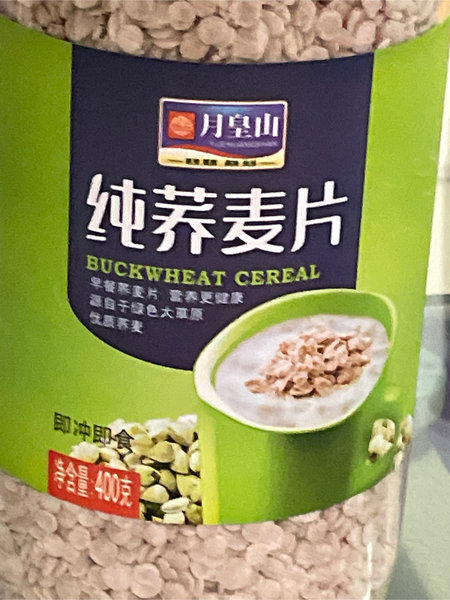 月皇山
YUEHUANGSHAN
纯荞麦片
BUCKWHEAT CEREAL
早餐荞麦片 营养更健康
源自于绿色大草原
优质荞麦
即冲即食
净含量:400克